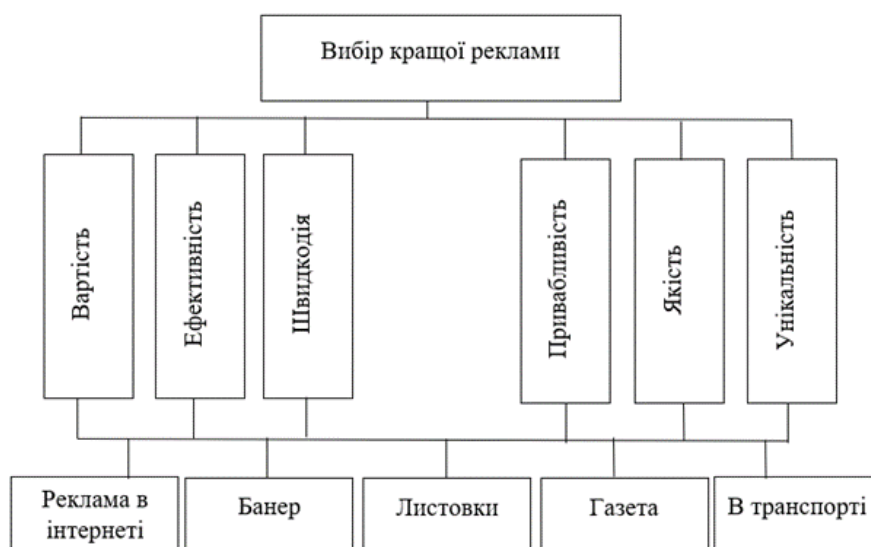 Вибір кращої реклами
Вартість
Ефективність
Швидкодія
Привабливість
Якість
Унікальність
Реклама в
інтернеті
Банер
Листовки
Газета
В транспорті